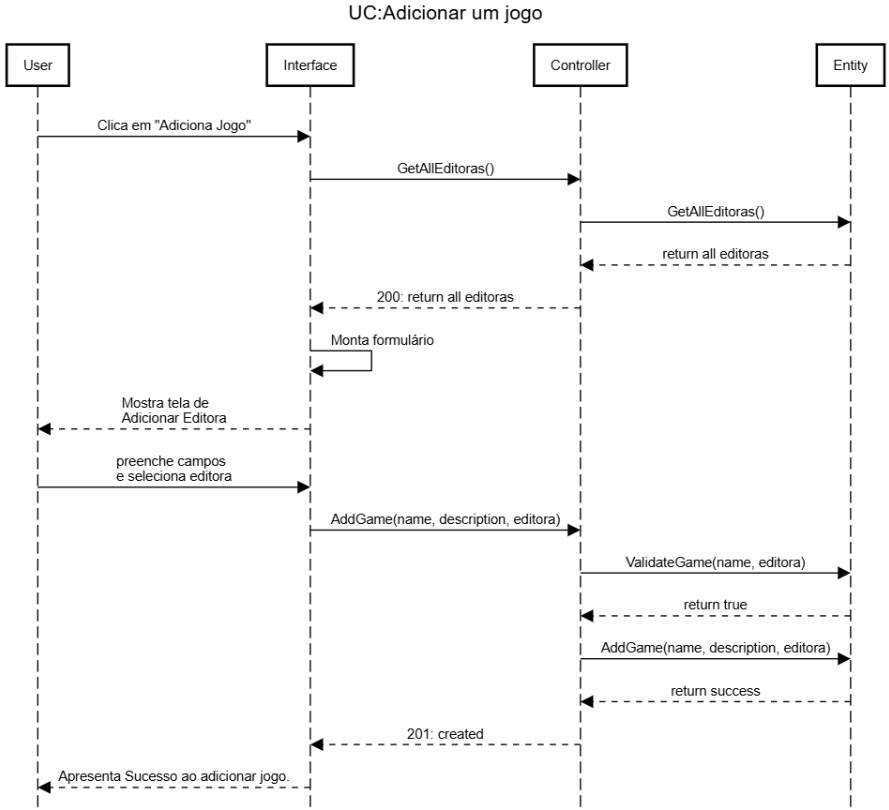 UC:Adicionar um jogo
User
Interface
Controller
Entity
Clica em "Adiciona Jogo"
GetAllEditoras()
GetAllEditoras()
return all editoras
200: return all editoras
Monta formulário
Mostra tela de
Adicionar Editora
preenche campos
e seleciona editora
AddGame(name, description, editora)
ValidateGame(name, editora)
return true
AddGame(name, description, editora)
return success
201: created
Apresenta Sucesso ao adicionar jogo.